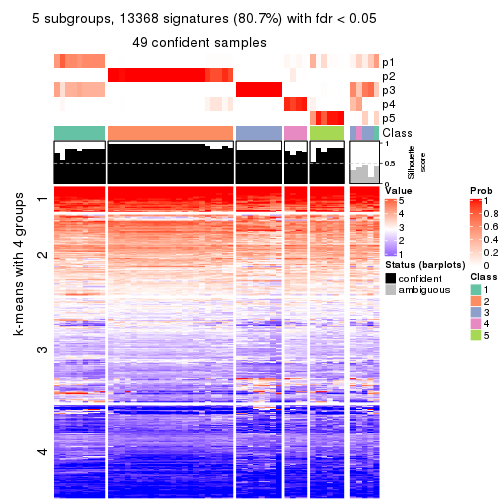 5 subgroups, 13368 signatures (80.7%) with fdr < 0.05
49 confident samples
p1
p2
p3
p4
p5
Class
1
0.5
0
Silhouette
score
k-means with 4 groups
1
2
3
4
Value
5
4
3
2
1
Status (barplots)
confident
ambiguous
Prob
1
0.8
0.6
0.4
0.2
0
Class
1
2
3
4
5